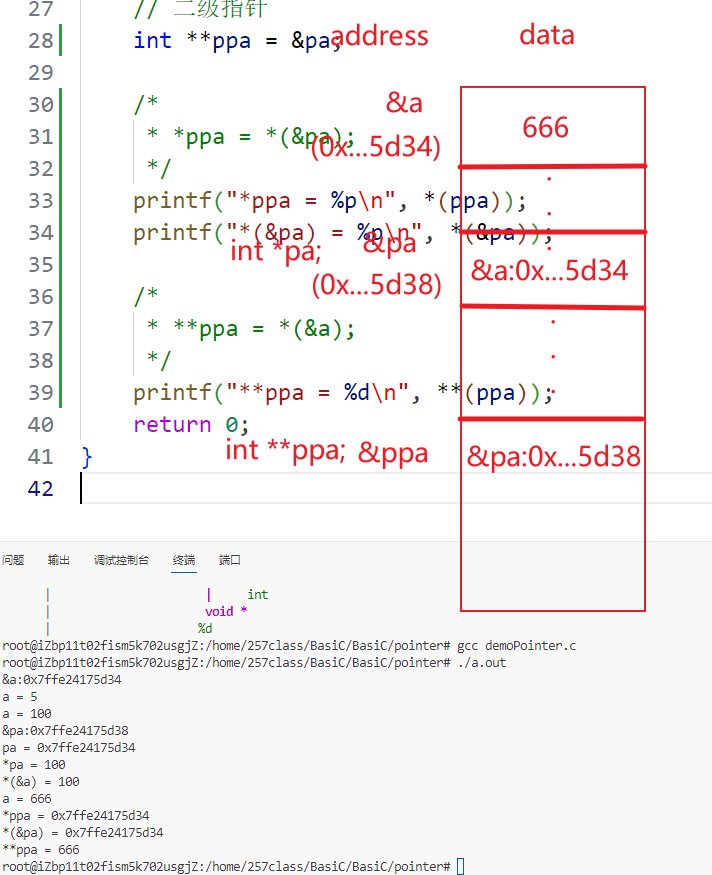 27 // 二级指针
28 int **ppa = &pa;
address
data
29
30 /*
&a
31 * *ppa = *(&pa);
(0x...5d34)
666
32 */
33 printf("*ppa = %p\n", *(ppa));
34 printf("*(&pa) = %p\n", *(&pa));
int *pa;
&pa
35
(0x...5d38)
&a:0x...5d34
36 /*
37 * **ppa = *(&a);
38 */
39 printf("**ppa = %d\n", **(ppa));
40 return 0;
int **ppa;
&ppa
&pa:0x...5d38
41 }
42
问题 输出 调试控制台 终端 端口
| | int
| void *
| %d
root@iZbp11t02fism5k702usgjZ:/home/257class/BasiC/BasiC/pointer# gcc demoPointer.c
root@iZbp11t02fism5k702usgjZ:/home/257class/BasiC/BasiC/pointer# ./a.out
&a:0x7ffe24175d34
a = 5
a = 100
&pa:0x7ffe24175d38
pa = 0x7ffe24175d34
*pa = 100
*(&a) = 100
a = 666
*ppa = 0x7ffe24175d34
*(&pa) = 0x7ffe24175d34
**ppa = 666
root@iZbp11t02fism5k702usgjZ:/home/257class/BasiC/BasiC/pointer#